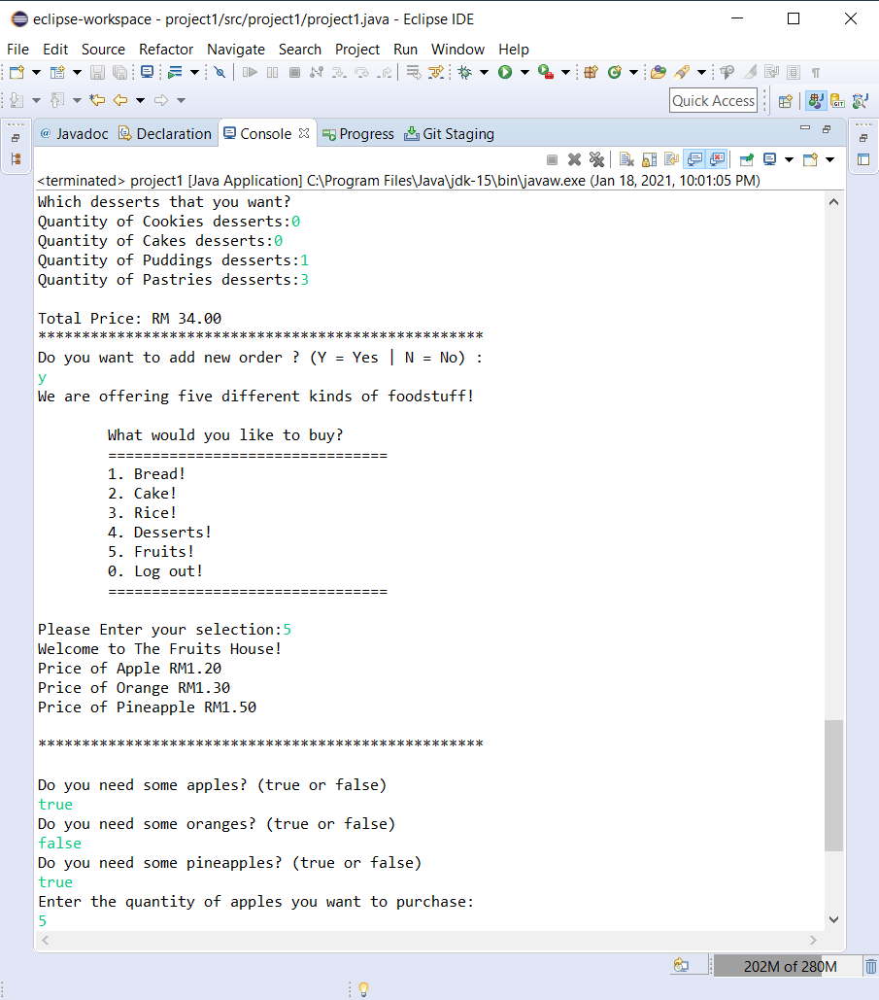 eclipse-workspace - project1/src/project1/project1.java - Eclipse IDE
File Edit Source Refactor Navigate Search Project Run Window Help
Quick Access
@ Javadoc Declaration Console Progress Git Staging
<terminated> project1 [Java Application] C:\Program Files\Java\jdk-15\bin\javaw.exe (Jan 18, 2021, 10:01:05 PM)
Which desserts that you want?
Quantity of Cookies desserts:0
Quantity of Cakes desserts:0
Quantity of Puddings desserts:1
Quantity of Pastries desserts:3
Total Price: RM 34.00
***************************************************
Do you want to add new order ? (Y = Yes | N = No) :
y
We are offering five different kinds of foodstuff!
What would you like to buy?
================================
1. Bread!
2. Cake!
3. Rice!
4. Desserts!
5. Fruits!
0. Log out!
================================
Please Enter your selection:5
Welcome to The Fruits House!
Price of Apple RM1.20
Price of Orange RM1.30
Price of Pineapple RM1.50
***************************************************
Do you need some apples? (true or false)
true
Do you need some oranges? (true or false)
false
Do you need some pineapples? (true or false)
true
Enter the quantity of apples you want to purchase:
5
202M of 280M